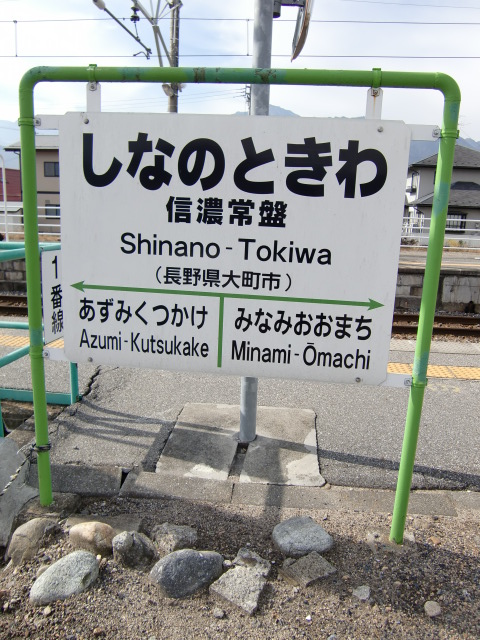 しなのときわ
信濃常盤
Shinano-Tokiwa
（長野県大町市）
あずみくつかけ みなみおおまち
Azumi-Kutsukake Minami-Ōmachi
1番線